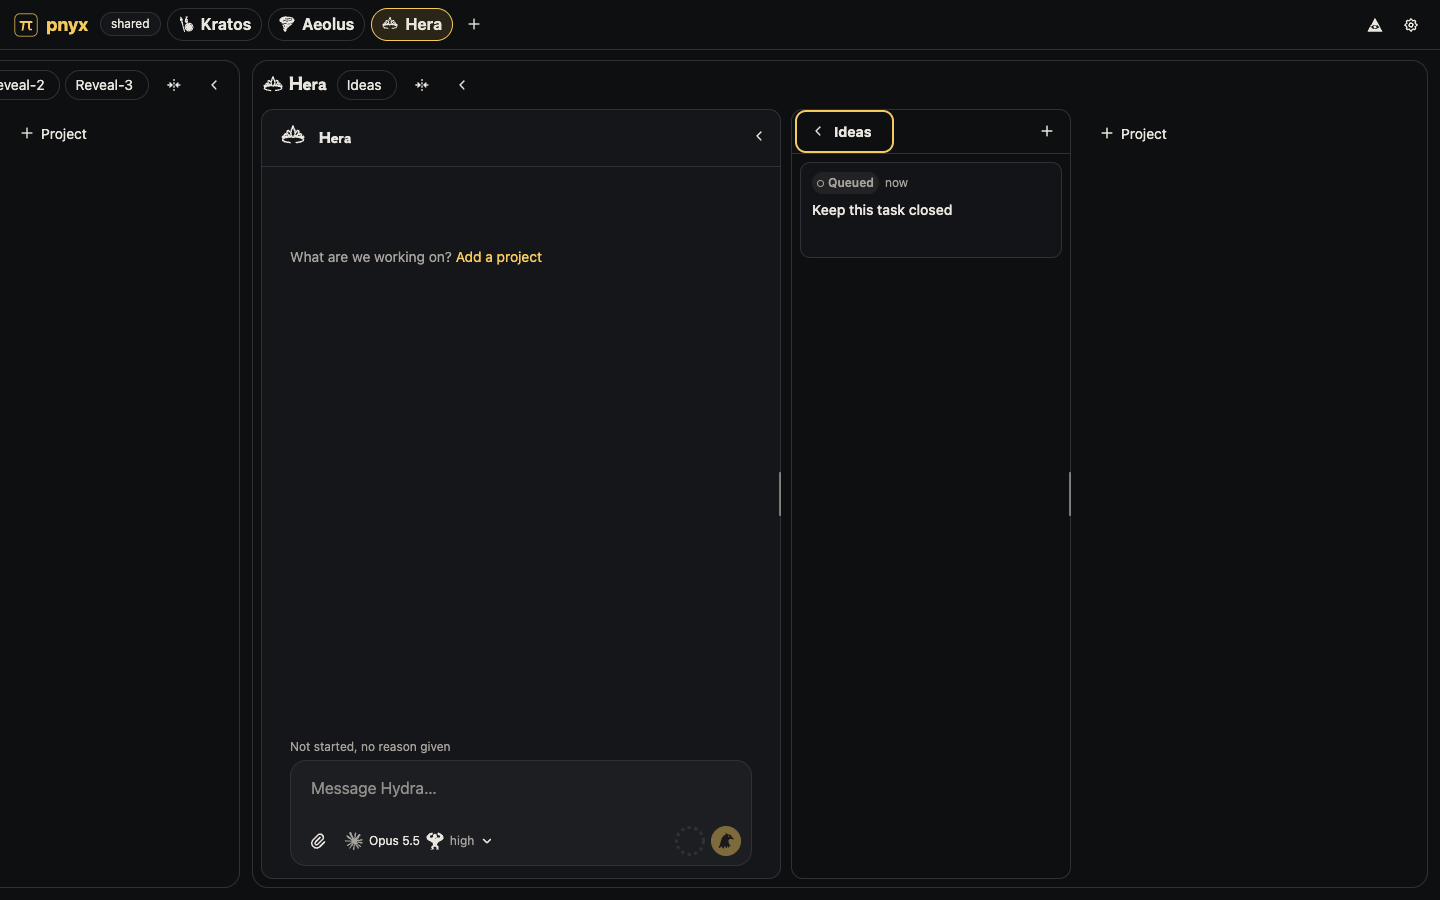 π pnyx shared Kratos Aeolus Hera
eveal-2 Reveal-3
Project
Hera Ideas
Hera
What are we working on? Add a project
Not started, no reason given
Message Hydra...
Opus 5.5 high
Ideas
Queued now
Keep this task closed
Project